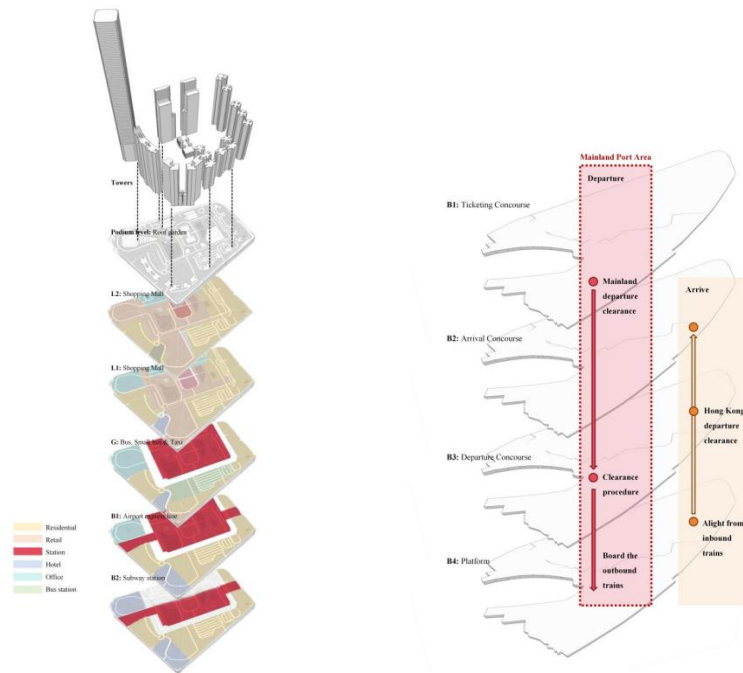 Towers
Podium level: Roof garden
L2: Shopping Mall
L1: Shopping Mall
G: Bus, Small bus, Taxi
B1: Airport express line
B2: Subway station
Residential
Retail
Station
Hotel
Office
Bus station
Mainland Port Area
Departure
B1: Ticketing Concourse
Mainland
departure
clearance
Arrive
B2: Arrival Concourse
Hong Kong
departure
clearance
B3: Departure Concourse
Clearance
procedure
Alight from
inbound
trains
Board the
outbound
trains
B4: Platform